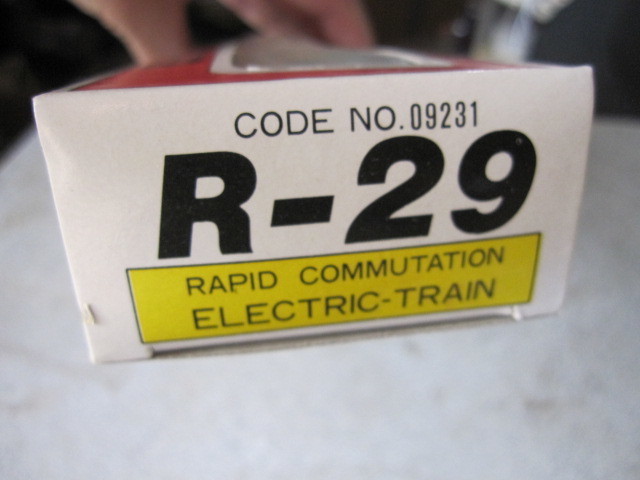 CODE NO. 09231
R-29
RAPID COMMUTATION
ELECTRIC-TRAIN